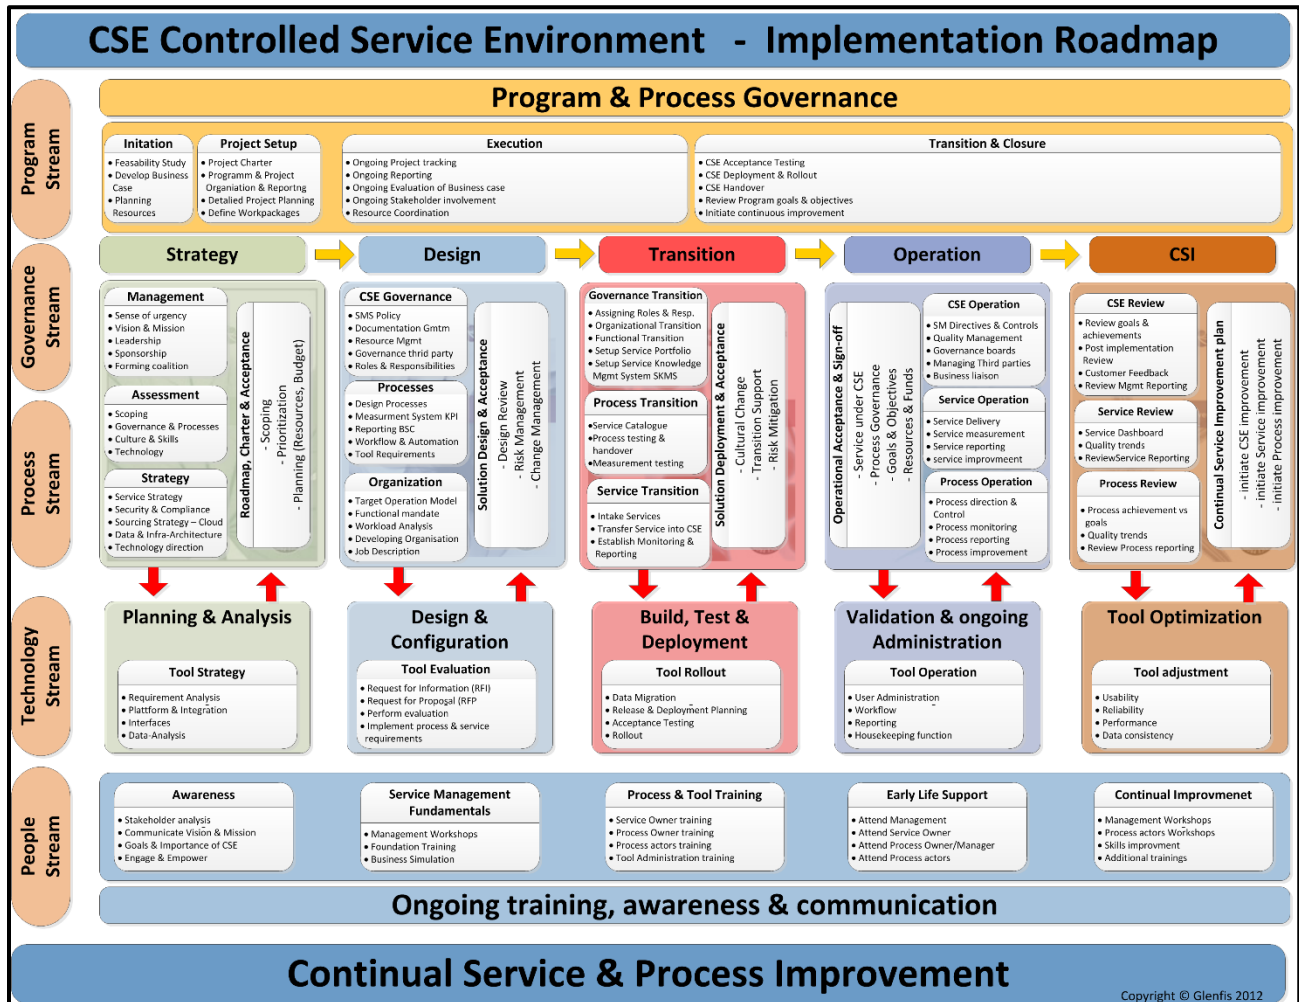 CSE Controlled Service Environment - Implementation Roadmap
Program
Stream
Program & Process Governance
Initation
• Feasability Study
• Develop Business
Case
• Planning
Resources
Project Setup
• Project Charter
• Programm & Project
Organiation & Reportng
• Detalied Project Planning
• Define Workpackages
Execution
• Ongoing Project tracking
• Ongoing Reporting
• Ongoing Evaluation of Business case
• Ongoing Stakeholder involvement
• Resource Coordination
Transition & Closure
• CSE Acceptance Testing
• CSE Deployment & Rollout
• CSE Handover
• Review Program goals & objectives
• Initiate continuous improvement
Governance
Stream
Process
Stream
Strategy
Design
Transition
Operation
CSI
Management
• Sense of urgency
• Vision & Mission
• Leadership
• Sponsorship
• Forming coalition
Assessment
• Scoping
• Governance & Processes
• Culture & Skills
• Technology
Strategy
• Service Strategy
• Security & Compliance
• Sourcing Strategy – Cloud
• Data & Infra-Architecture
• Technology direction
Roadmap, Charter & Acceptance
- Scoping
- Prioritization
- Planning (Resources, Budget)
CSE Governance
• SMS Policy
• Documentation Gmtm
• Resource Mgmt
• Governance thrid party
• Roles & Responsibilities
Processes
• Design Processes
• Measurment System KPI
• Reporting BSC
• Workflow & Automation
• Tool Requirements
Organization
• Target Operation Model
• Functional mandate
• Workload Analysis
• Developing Organisation
• Job Description
Solution Design & Acceptance
- Design Review
- Risk Management
- Change Management
Governance Transition
• Assigning Roles & Resp.
• Organizational Transition
• Functional Transition
• Setup Service Portfolio
• Setup Service Knowledge
Mgmt System SKMS
Process Transition
•Service Catalogue
•Process testing &
handover
•Measurement testing
Service Transition
• Intake Services
• Transfer Service into CSE
• Establish Monitoring &
Reporting
Solution Deployment & Acceptance
- Cultural Change
- Transition Support
- Risk Mitigation
Operational Acceptance & Sign-off
- Service under CSE
- Process Governance
- Goals & Objectives
- Resources & Funds
CSE Operation
• SM Directives & Controls
• Quality Management
• Governance boards
• Managing Third parties
• Business liaison
Service Operation
• Service Delivery
• Service measurement
• Service reporting
• service improvmeent
Process Operation
• Process direction &
Control
• Process monitoring
• Process reporting
• Process improvement
CSE Review
• Review goals &
achievements
• Post implementation
Review
• Customer Feedback
• Review Mgmt Reporting
Service Review
• Service Dashboard
• Quality trends
• ReviewService Reporting
Process Review
• Process achievement vs
goals
• Quality trends
• Review Process reporting
Continual Service Improvement plan
- initiate CSE improvement
- initiate Service improvement
- initiate Process improvement
Technology
Stream
Planning & Analysis
Tool Strategy
• Requirement Analysis
• Plattform & Integration
• Interfaces
• Data-Analysis
Design &
Configuration
Tool Evaluation
• Request for Information (RFI)
• Request for Proposal (RFP
• Perform evaluation
• Implement process & service
requirements
Build, Test &
Deployment
Tool Rollout
• Data Migration
• Release & Deployment Planning
• Acceptance Testing
• Rollout
Validation & ongoing
Administration
Tool Operation
• User Administration
• Workflow
• Reporting
• Housekeeping function
Tool Optimization
Tool adjustment
• Usability
• Reliability
• Performance
• Data consistency
People
Stream
Awareness
• Stakeholder analysis
• Communicate Vision & Mission
• Goals & Importance of CSE
• Engage & Empower
Service Management
Fundamentals
• Management Workshops
• Foundation Training
• Business Simulation
Process & Tool Training
• Service Owner training
• Process Owner training
• Process actors training
• Tool Administration training
Early Life Support
• Attend Management
• Attend Service Owner
• Attend Process Owner/Manager
• Attend Process actors
Continual Improvmenet
• Management Workshops
• Process actors Workshops
• Skills improvment
• Additional trainings
Ongoing training, awareness & communication
Continual Service & Process Improvement
Copyright © Glenfis 2012